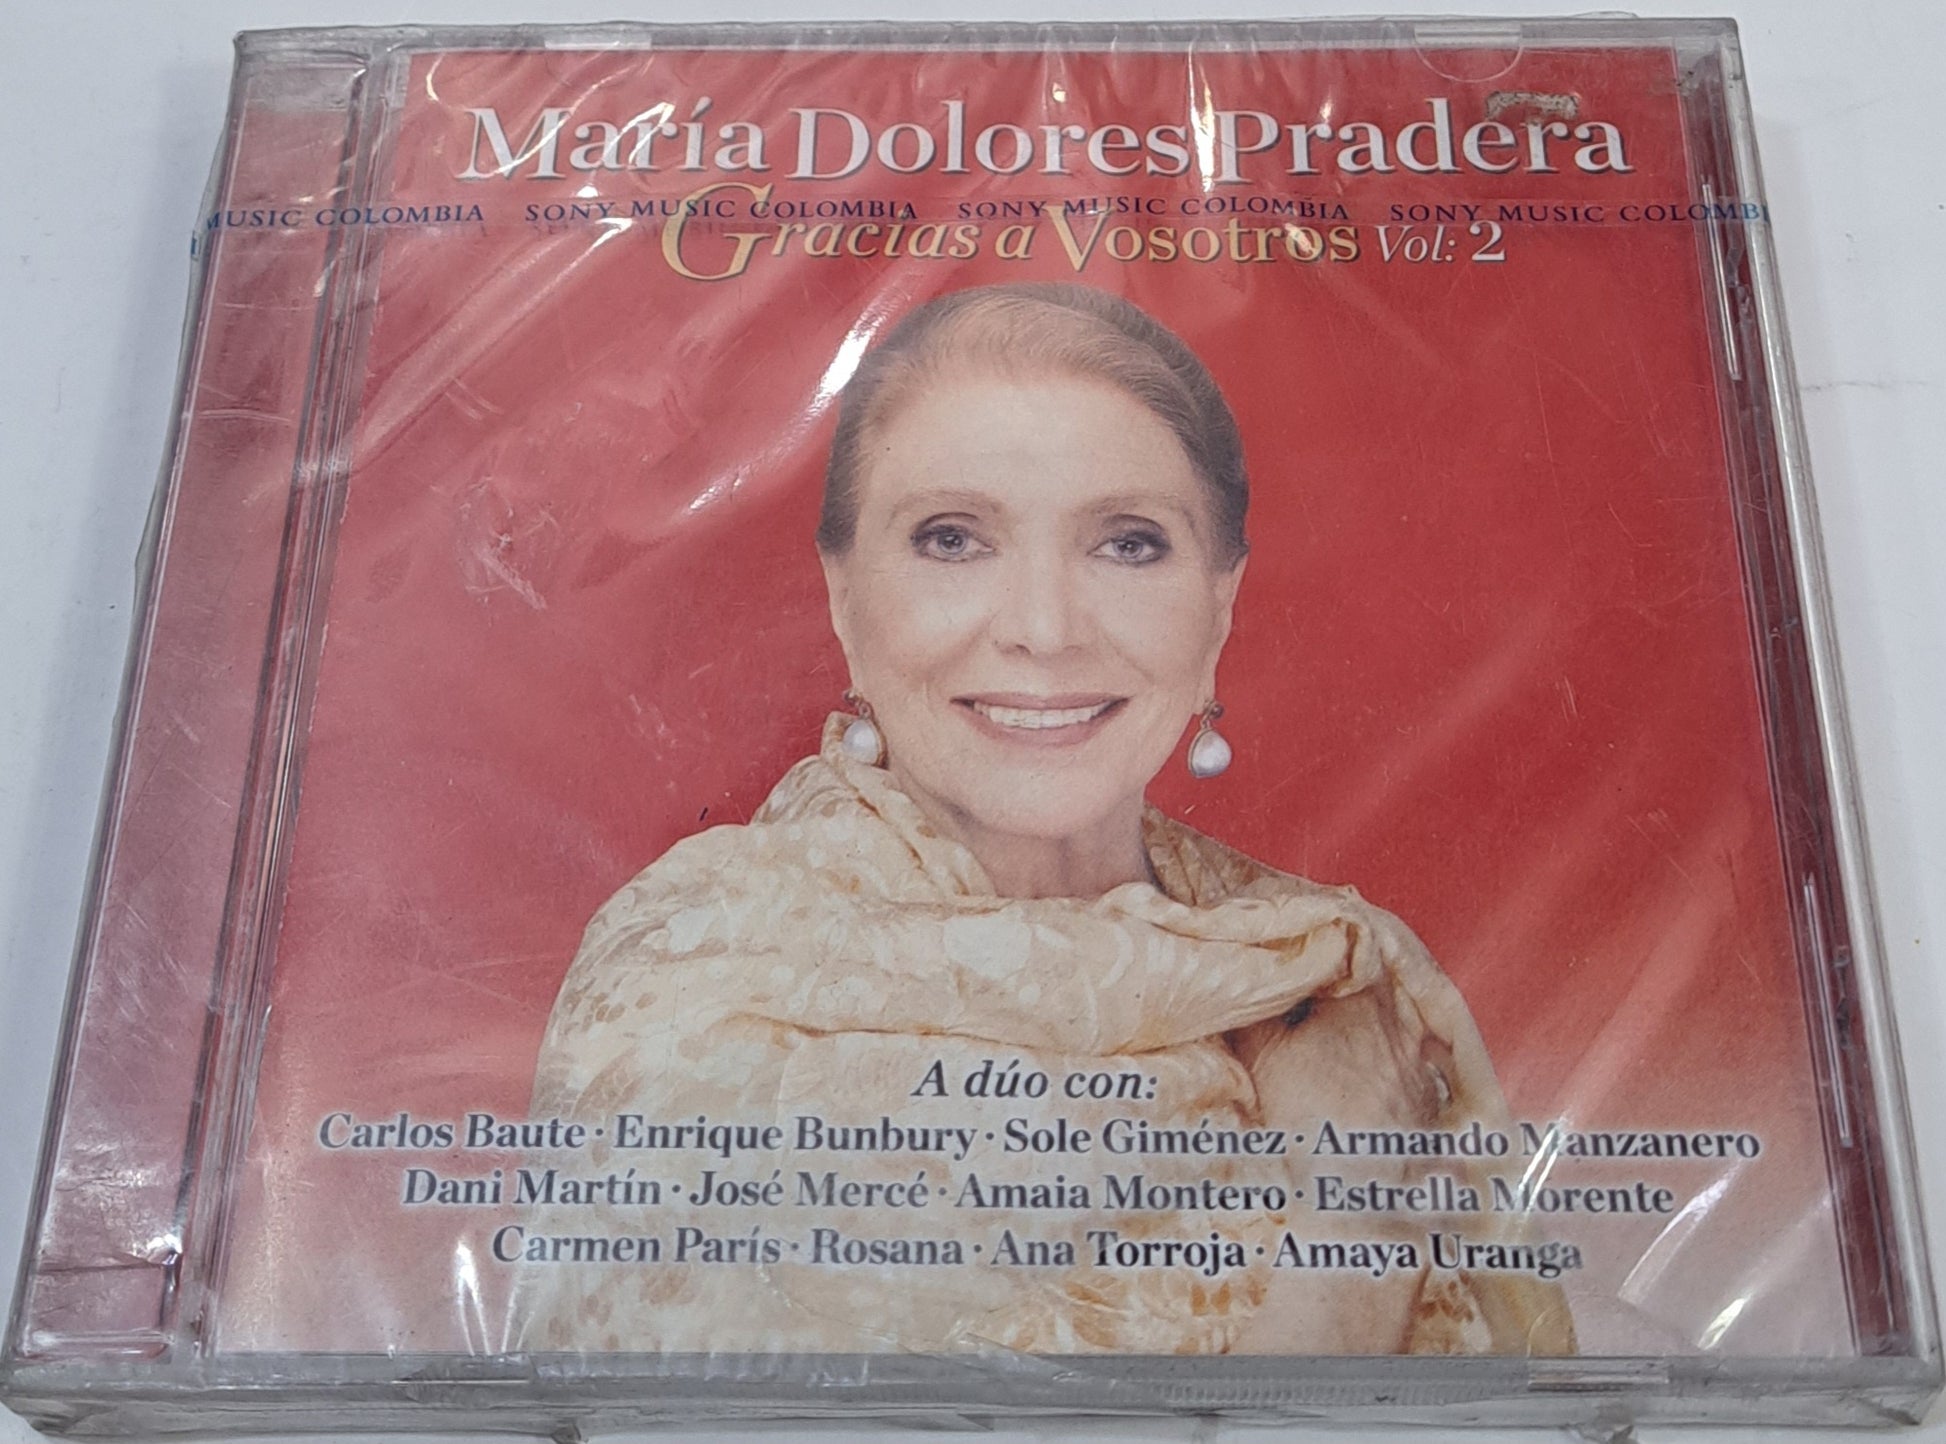 María Dolores Pradera
MUSIC COLOMBIA SONY MUSIC COLOMBIA SONY MUSIC COLOMBIA SONY MUSIC COLOMBI
Gracias a Vosotros Vol: 2
A dúo con:
Carlos Baute · Enrique Bunbury · Sole Giménez · Armando Manzanero
Dani Martín · José Mercé · Amaia Montero · Estrella Morente
Carmen París · Rosana · Ana Torroja · Amaya Uranga